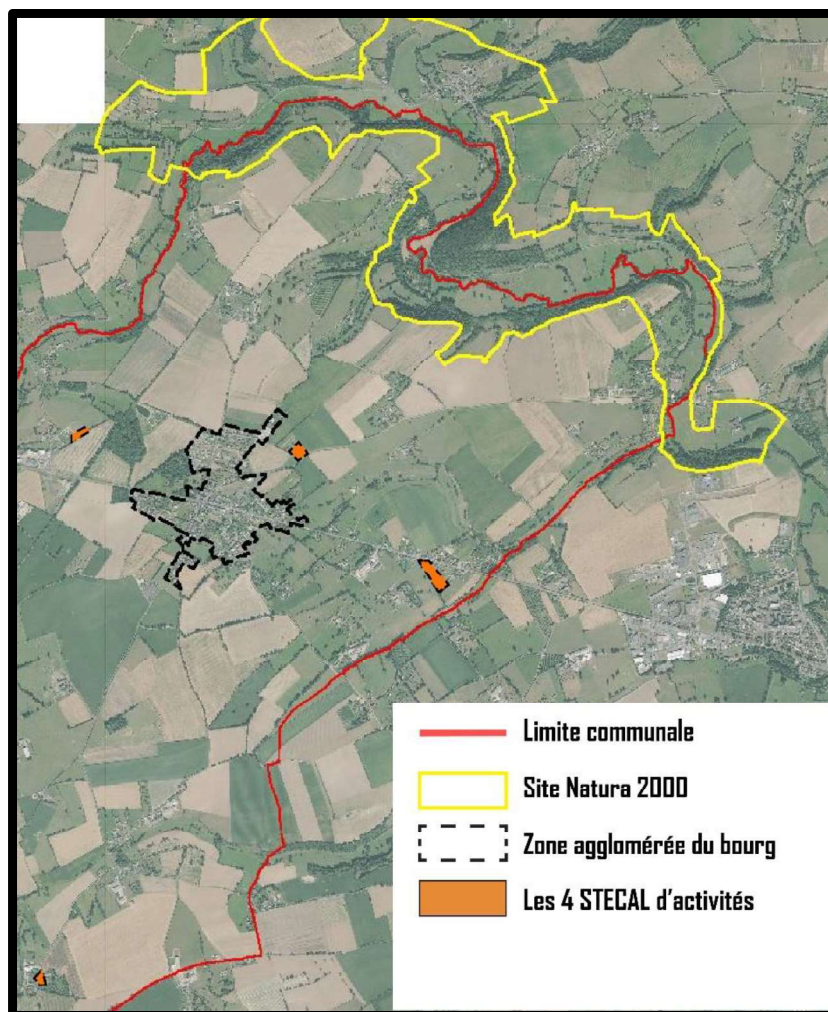 Limite communale
Site Natura 2000
Zone agglomérée du bourg
Les 4 STECAL d'activités